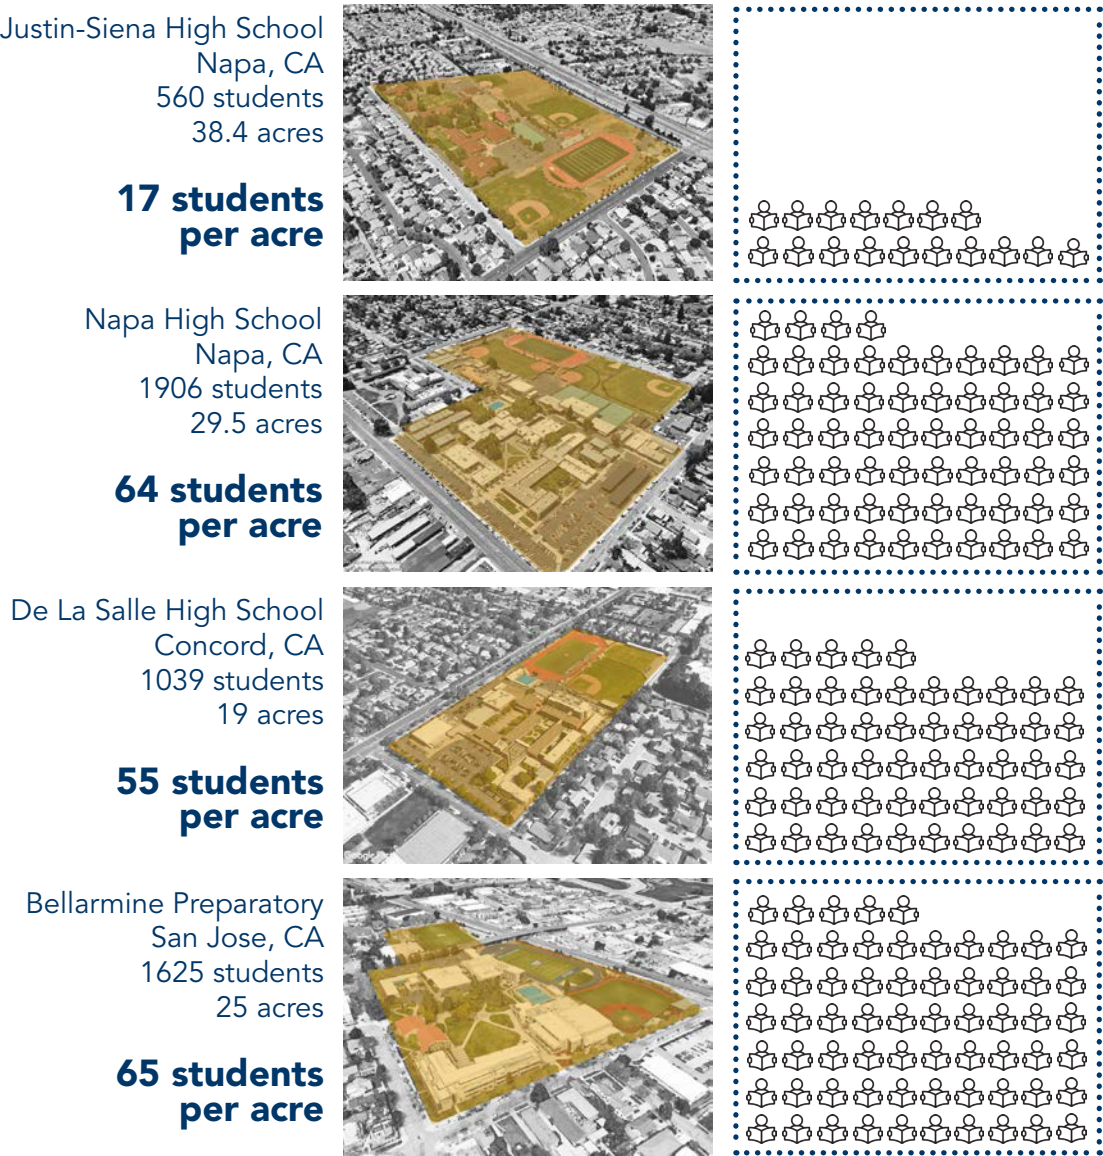 Justin-Siena High School
Napa, CA
560 students
38.4 acres
17 students
per acre
Napa High School
Napa, CA
1906 students
29.5 acres
64 students
per acre
De La Salle High School
Concord, CA
1039 students
19 acres
55 students
per acre
Google
Bellarmine Preparatory
San Jose, CA
1625 students
25 acres
65 students
per acre